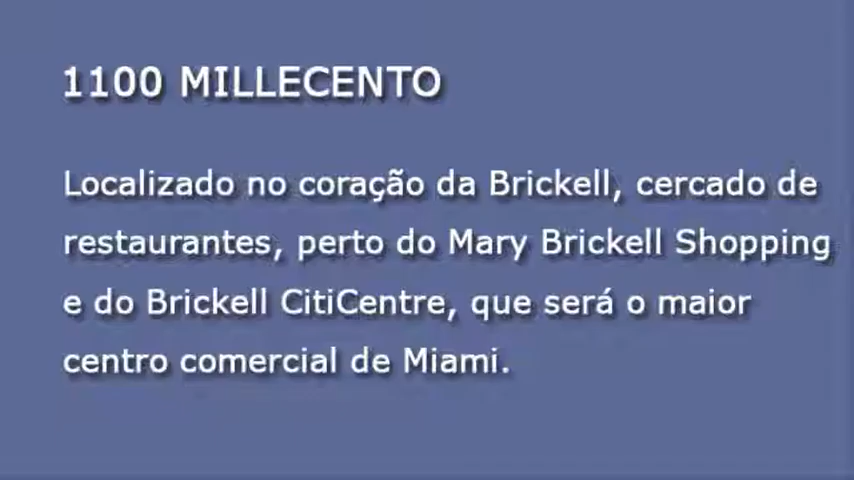 1100 MILLECENTO
Localizado no coração da Brickell, cercado de
restaurantes, perto do Mary Brickell Shopping
e do Brickell CitiCentre, que será o maior
centro comercial de Miami.